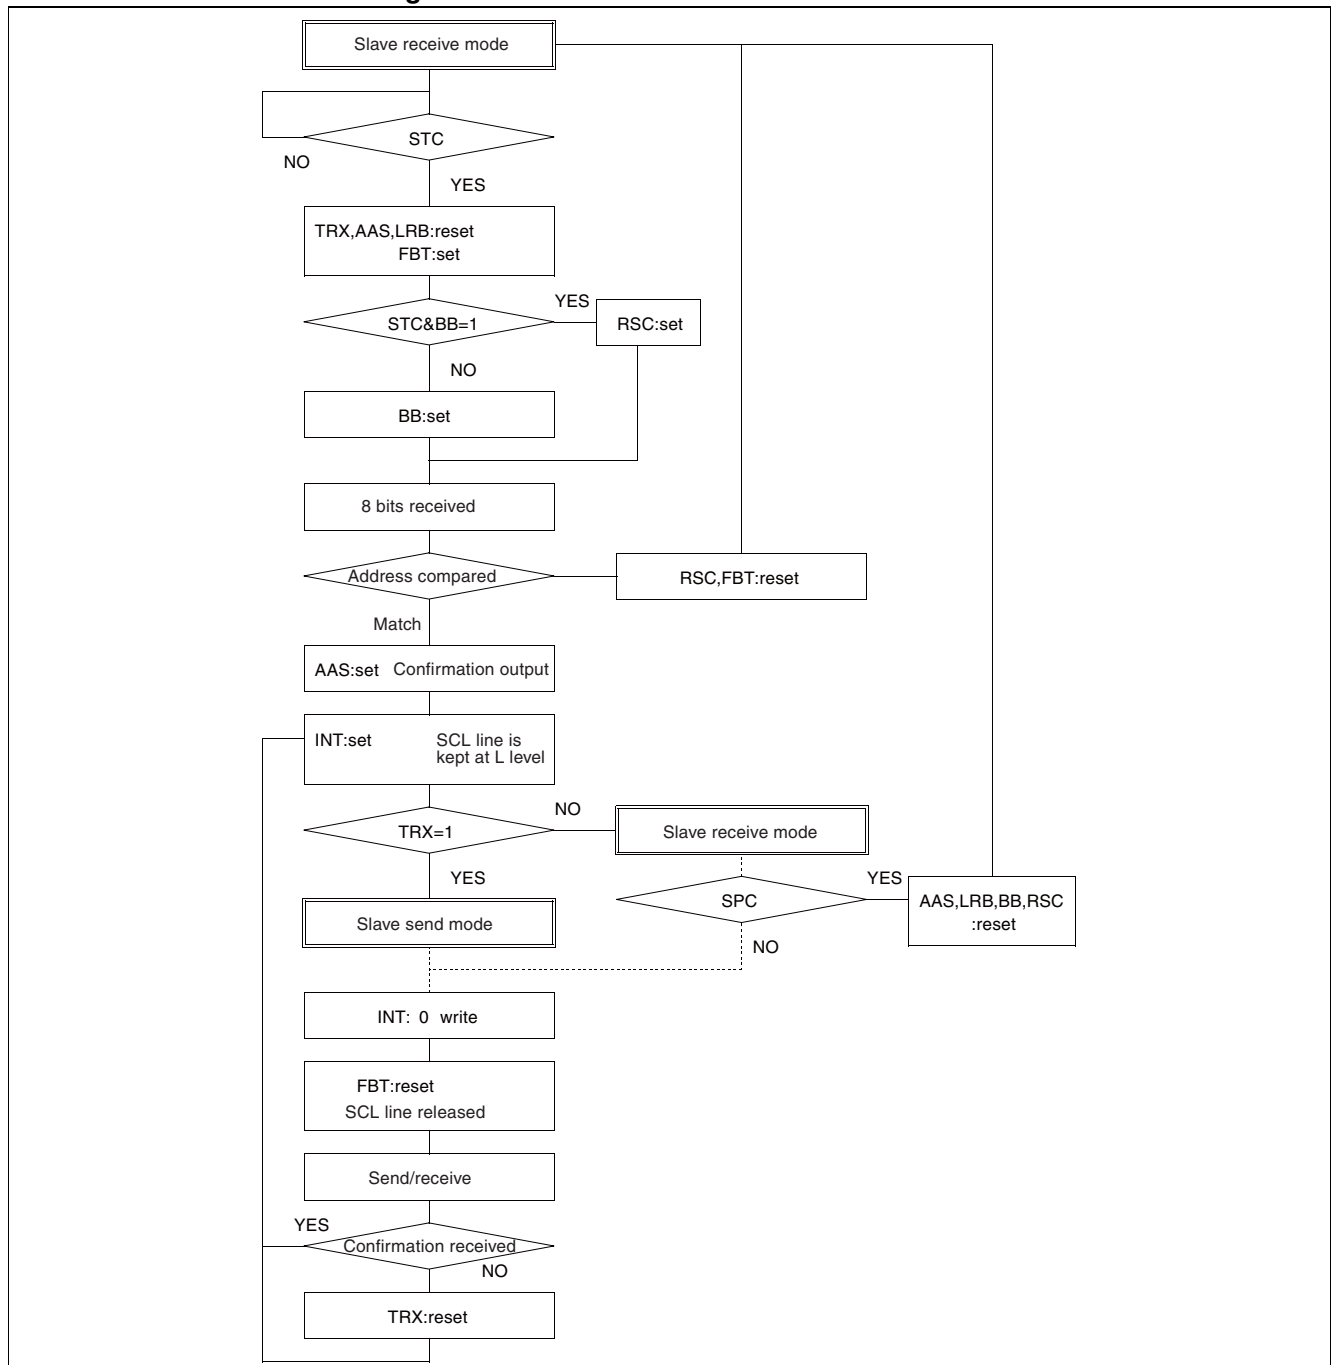 Slave receive mode
STC
NO
YES
TRX,AAS,LRB:reset
FBT:set
STC&BB=1
YES
RSC:set
NO
BB:set
8 bits received
Address compared
RSC,FBT:reset
Match
AAS:set Confirmation output
INT:set SCL line is
kept at L level
TRX=1
NO
Slave receive mode
YES
SPC
YES
AAS,LRB,BB,RSC
:reset
Slave send mode
NO
INT: 0 write
FBT:reset
SCL line released
Send/receive
YES
Confirmation received
NO
TRX:reset